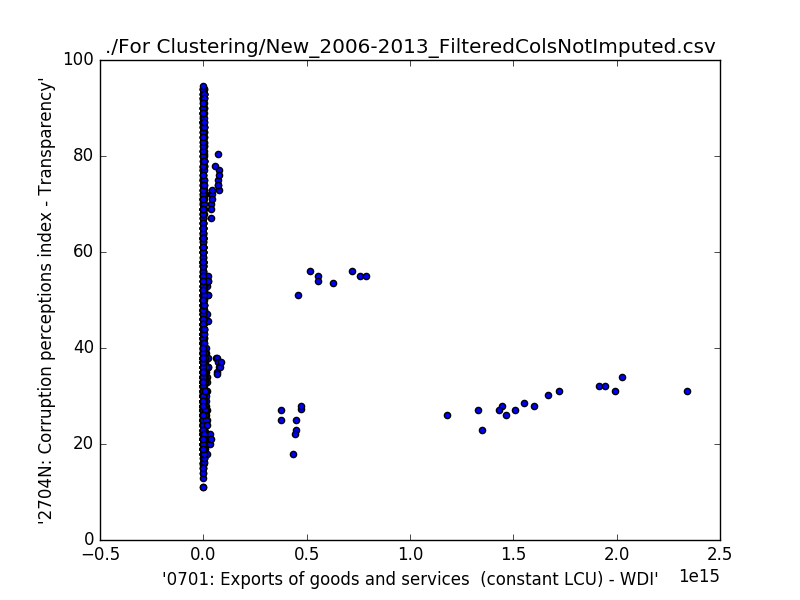 ./For Clustering/New_2006-2013_FilteredColsNotImputed.csv
100
80
60
40
20
0
'2704N: Corruption perceptions index - Transparency'
−0.5 0.0 0.5 1.0 1.5 2.0 2.5
1e15
'0701: Exports of goods and services  (constant LCU) - WDI'